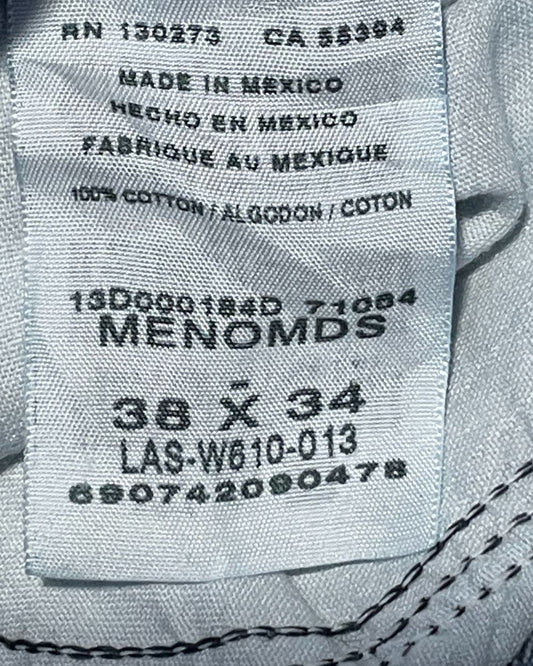 RN 130273 CA 55394
MADE IN MEXICO
HECHO EN MEXICO
FABRIQUE AU MEXIQUE
100% COTTON / ALGODON / COTON
13D000184D 71064
MENOMDS
38 X 34
LAS-W610-013
690742090478